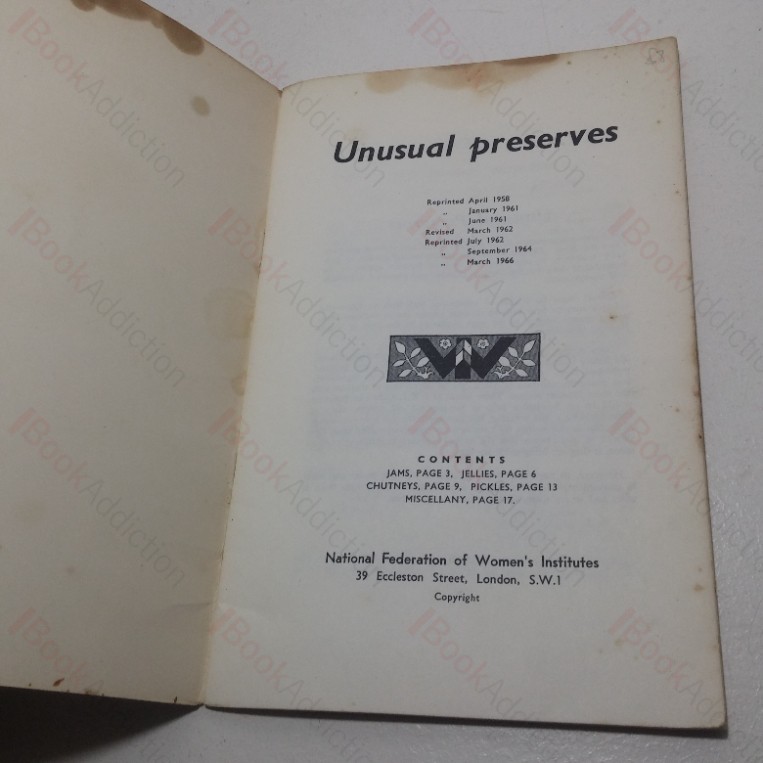 Unusual preserves
Reprinted April 1958
„ January 1961
„ June 1961
Revised March 1962
Reprinted July 1962
„ September 1964
„ March 1966
WI
CONTENTS
JAMS, PAGE 3, JELLIES, PAGE 6
CHUTNEYS, PAGE 9, PICKLES, PAGE 13
MISCELLANY, PAGE 17.
National Federation of Women's Institutes
39 Eccleston Street, London, S.W.1
Copyright
BookAddiction